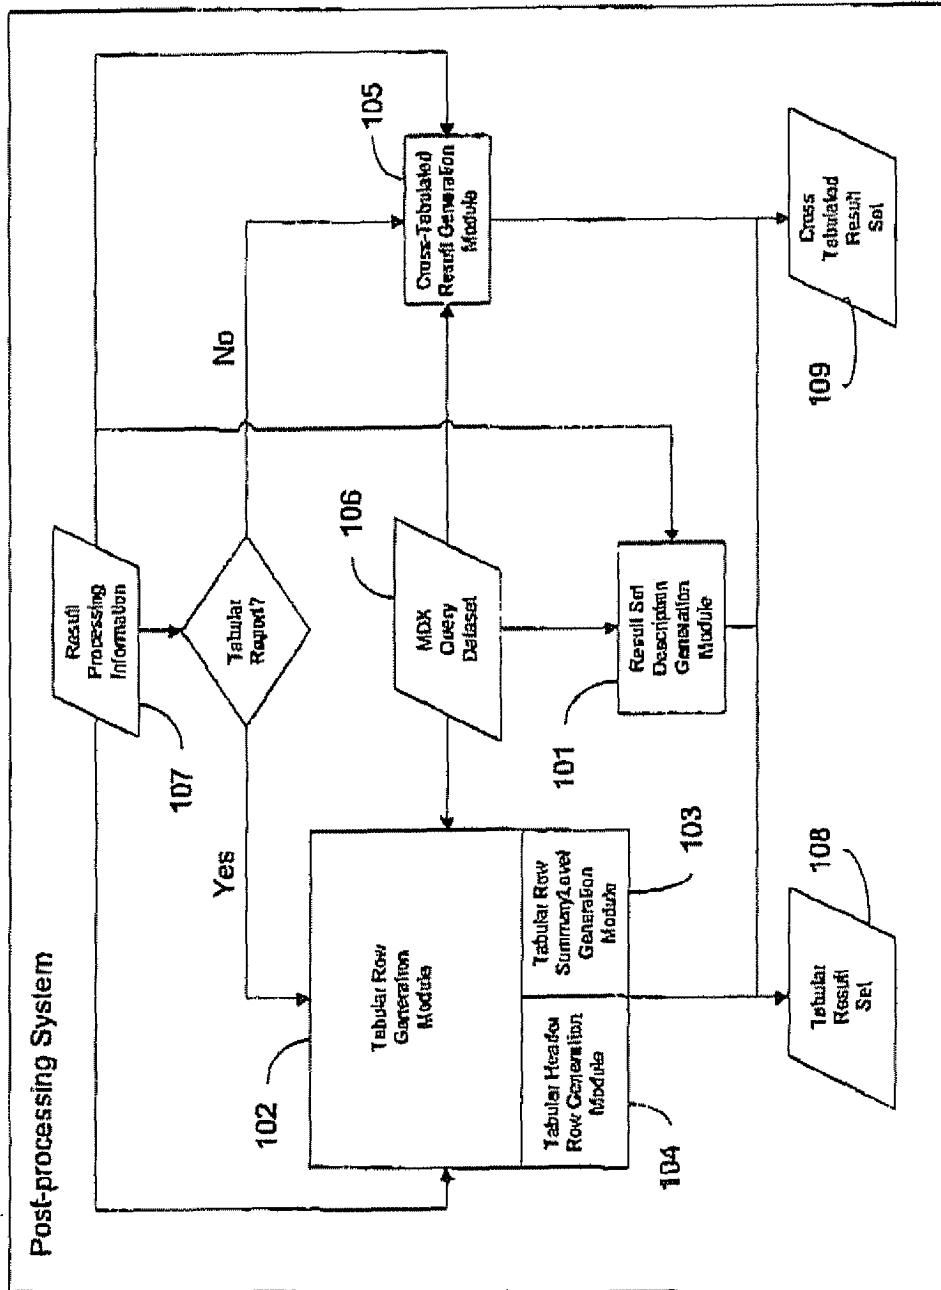 Post-processing System
Result
Processing
Information
107
Tabular
Report?
Yes
No
105
Cross-Tabulated
Result Generation
Module
102
Tabular Row
Generation
Module
106
MDX
Query
Dataset
Tabular Header
Row Generation
Module
104
Tabular Row
Summary/Level
Generation
Module
103
101
Result Set
Description
Generation
Module
Tabular
Result
Set
108
Cross
Tabulated
Result
Set
109